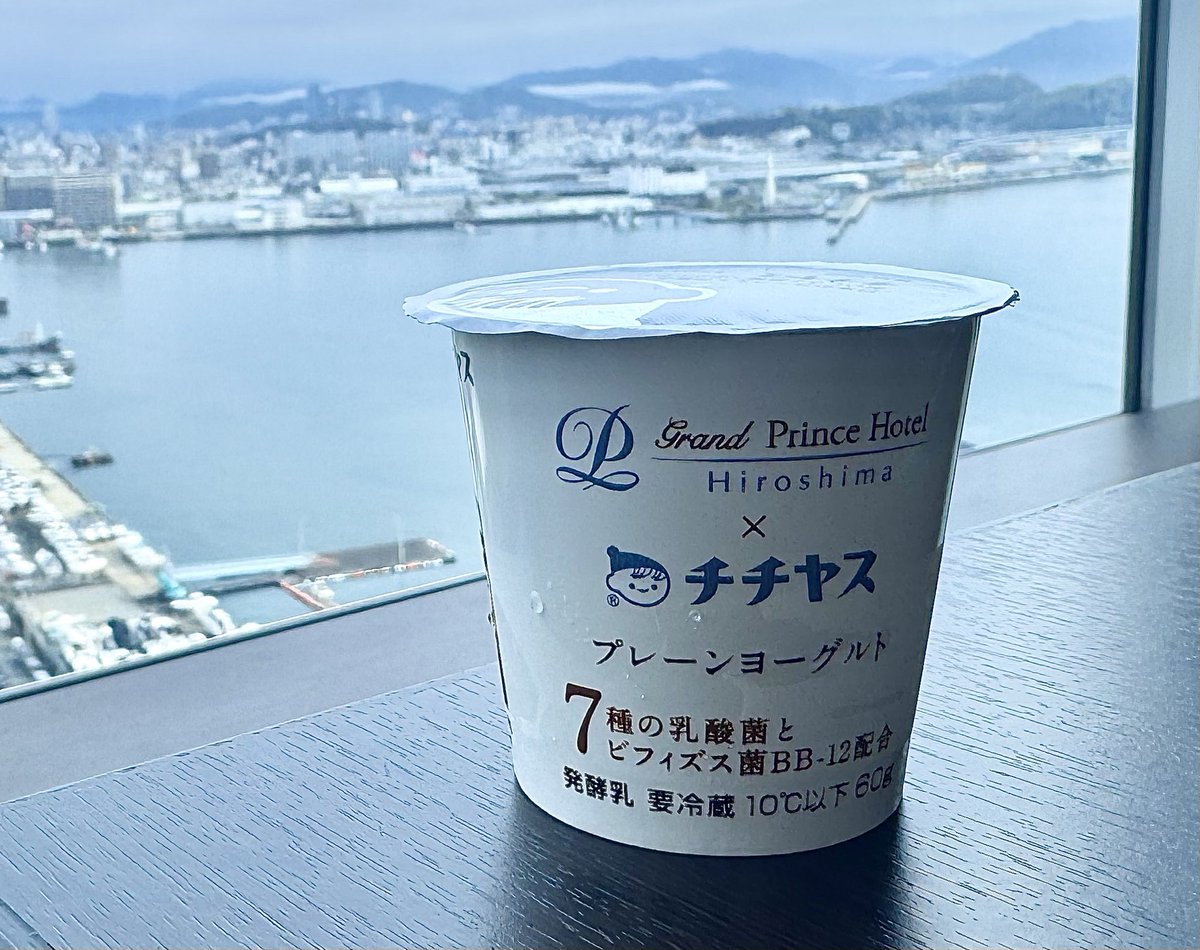 Grand Prince Hotel
Hiroshima
×
® チチヤス
プレーンヨーグルト
7種の乳酸菌と
ビフィズス菌BB-12配合
発酵乳 要冷蔵10℃以下 60g